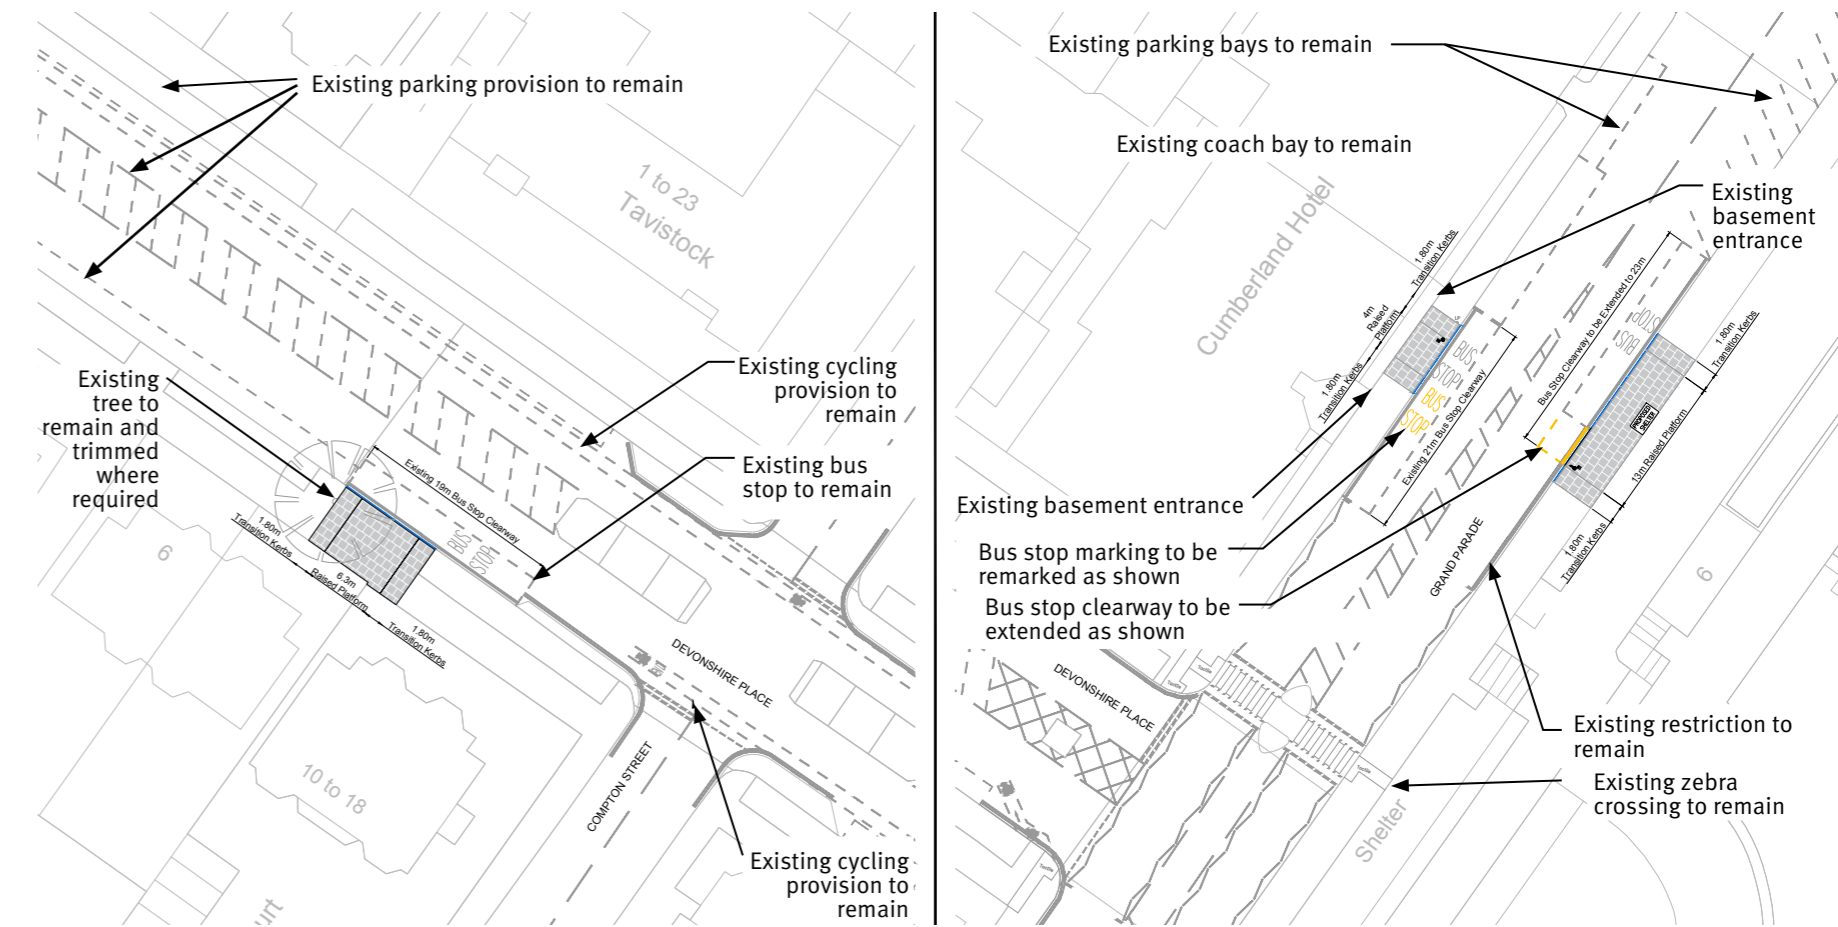 Existing parking provision to remain
1 to 23
Tavistock
Existing cycling
provision to
remain
Existing
tree to
remain and
trimmed
where
required
Existing bus
stop to remain
Existing 19m Bus Stop Clearway
BUS
STOP
1.80m
Transition Kerbs
6.3m
Raised Platform
1.80m
Transition Kerbs
6
10 to 18
DEVONSHIRE PLACE
COMPTON STREET
Existing cycling
provision to
remain
urt
Existing parking bays to remain
Existing coach bay to remain
Existing
basement
entrance
Cumberland Hotel
1.80m
Transition Kerbs
4m
Raised
Platform
1.80m
Transition Kerbs
BUS
STOP
BUS
STOP
Existing 21m Bus Stop Clearway
Bus Stop Clearway to be Extended to 23m
BUS
STOP
1.80m
Transition Kerbs
PROPOSED
SHELTER
13m Raised Platform
1.80m
Transition Kerbs
Existing basement entrance
Bus stop marking to be
remarked as shown
Bus stop clearway to be
extended as shown
GRAND PARADE
6
DEVONSHIRE PLACE
Tactile
Tactile
Tactile
Tactile
Existing restriction to
remain
Existing zebra
crossing to remain
Shelter